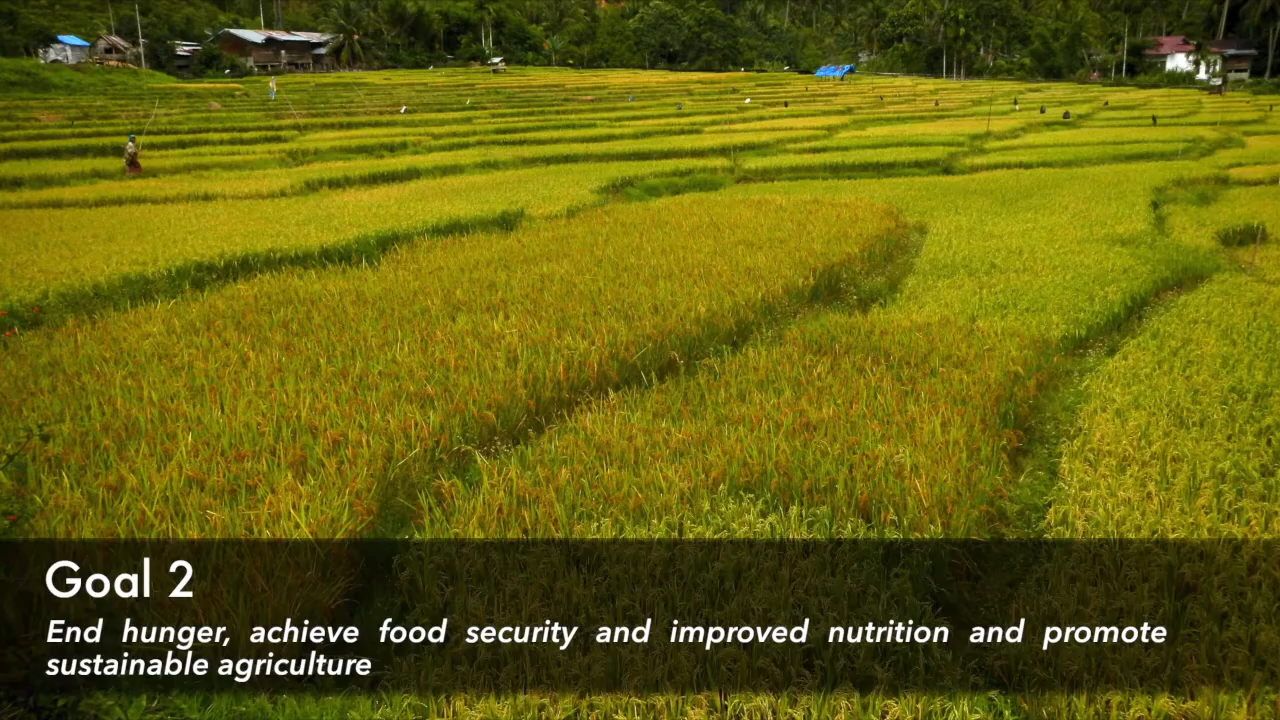 Goal 2
End hunger, achieve food security and improved nutrition and promote
sustainable agriculture